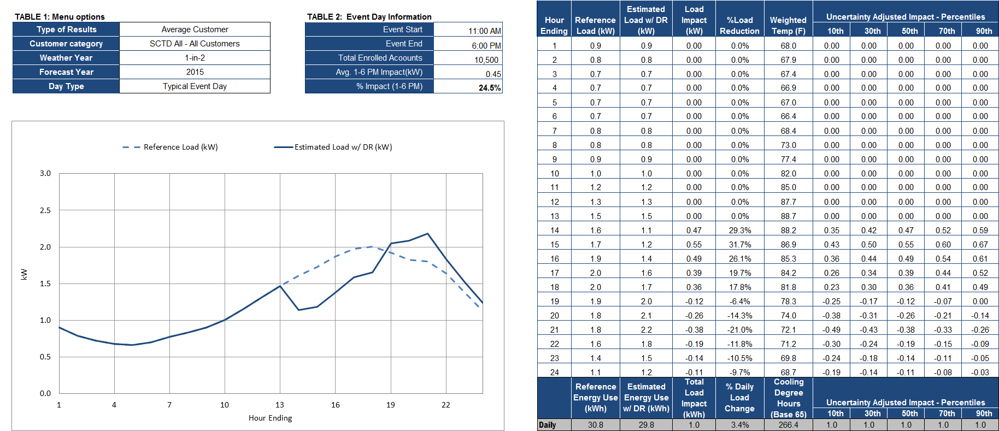 TABLE 1: Menu options
Type of Results Average Customer
Customer category SCTD All - All Customers
Weather Year 1-in-2
Forecast Year 2015
Day Type Typical Event Day
TABLE 2: Event Day Information
Event Start 11:00 AM
Event End 6:00 PM
Total Enrolled Acoounts 10,500
Avg. 1-6 PM Impact(kW) 0.45
% Impact (1-6 PM) 24.5%
Reference Load (kW) Estimated Load w/ DR (kW)
3.0
2.5
2.0
1.5
1.0
0.5
0.0
kW
1 4 7 10 13 16 19 22
Hour Ending
Hour Ending Reference Load (kW) Estimated Load w/ DR (kW) Load Impact (kW) %Load Reduction Weighted Temp (F) Uncertainty Adjusted Impact - Percentiles
10th 30th 50th 70th 90th
1 0.9 0.9 0.00 0.0% 68.0 0.00 0.00 0.00 0.00 0.00
2 0.8 0.8 0.00 0.0% 67.9 0.00 0.00 0.00 0.00 0.00
3 0.7 0.7 0.00 0.0% 67.4 0.00 0.00 0.00 0.00 0.00
4 0.7 0.7 0.00 0.0% 66.9 0.00 0.00 0.00 0.00 0.00
5 0.7 0.7 0.00 0.0% 67.0 0.00 0.00 0.00 0.00 0.00
6 0.7 0.7 0.00 0.0% 66.4 0.00 0.00 0.00 0.00 0.00
7 0.8 0.8 0.00 0.0% 68.4 0.00 0.00 0.00 0.00 0.00
8 0.8 0.8 0.00 0.0% 73.0 0.00 0.00 0.00 0.00 0.00
9 0.9 0.9 0.00 0.0% 77.4 0.00 0.00 0.00 0.00 0.00
10 1.0 1.0 0.00 0.0% 82.0 0.00 0.00 0.00 0.00 0.00
11 1.2 1.2 0.00 0.0% 85.0 0.00 0.00 0.00 0.00 0.00
12 1.3 1.3 0.00 0.0% 87.7 0.00 0.00 0.00 0.00 0.00
13 1.5 1.5 0.00 0.0% 88.7 0.00 0.00 0.00 0.00 0.00
14 1.6 1.1 0.47 29.3% 88.2 0.35 0.42 0.47 0.52 0.59
15 1.7 1.2 0.55 31.7% 86.9 0.43 0.50 0.55 0.60 0.67
16 1.9 1.4 0.49 26.1% 85.3 0.36 0.44 0.49 0.54 0.61
17 2.0 1.6 0.39 19.7% 84.2 0.26 0.34 0.39 0.44 0.52
18 2.0 1.7 0.36 17.8% 81.8 0.23 0.30 0.36 0.41 0.49
19 1.9 2.0 -0.12 -6.4% 78.3 -0.25 -0.17 -0.12 -0.07 0.00
20 1.8 2.1 -0.26 -14.3% 74.0 -0.38 -0.31 -0.26 -0.21 -0.14
21 1.8 2.2 -0.38 -21.0% 72.1 -0.49 -0.43 -0.38 -0.33 -0.26
22 1.6 1.8 -0.19 -11.8% 71.2 -0.30 -0.24 -0.19 -0.15 -0.09
23 1.4 1.5 -0.14 -10.5% 69.8 -0.24 -0.18 -0.14 -0.11 -0.05
24 1.1 1.2 -0.11 -9.7% 68.7 -0.19 -0.14 -0.11 -0.08 -0.03
Reference Energy Use (kWh) Estimated Energy Use w/ DR (kWh) Total Load Impact (kWh) % Daily Load Change Cooling Degree Hours (Base 65) Uncertainty Adjusted Impact - Percentiles
10th 30th 50th 70th 90th
Daily 30.8 29.8 1.0 3.4% 266.4 1.0 1.0 1.0 1.0 1.0